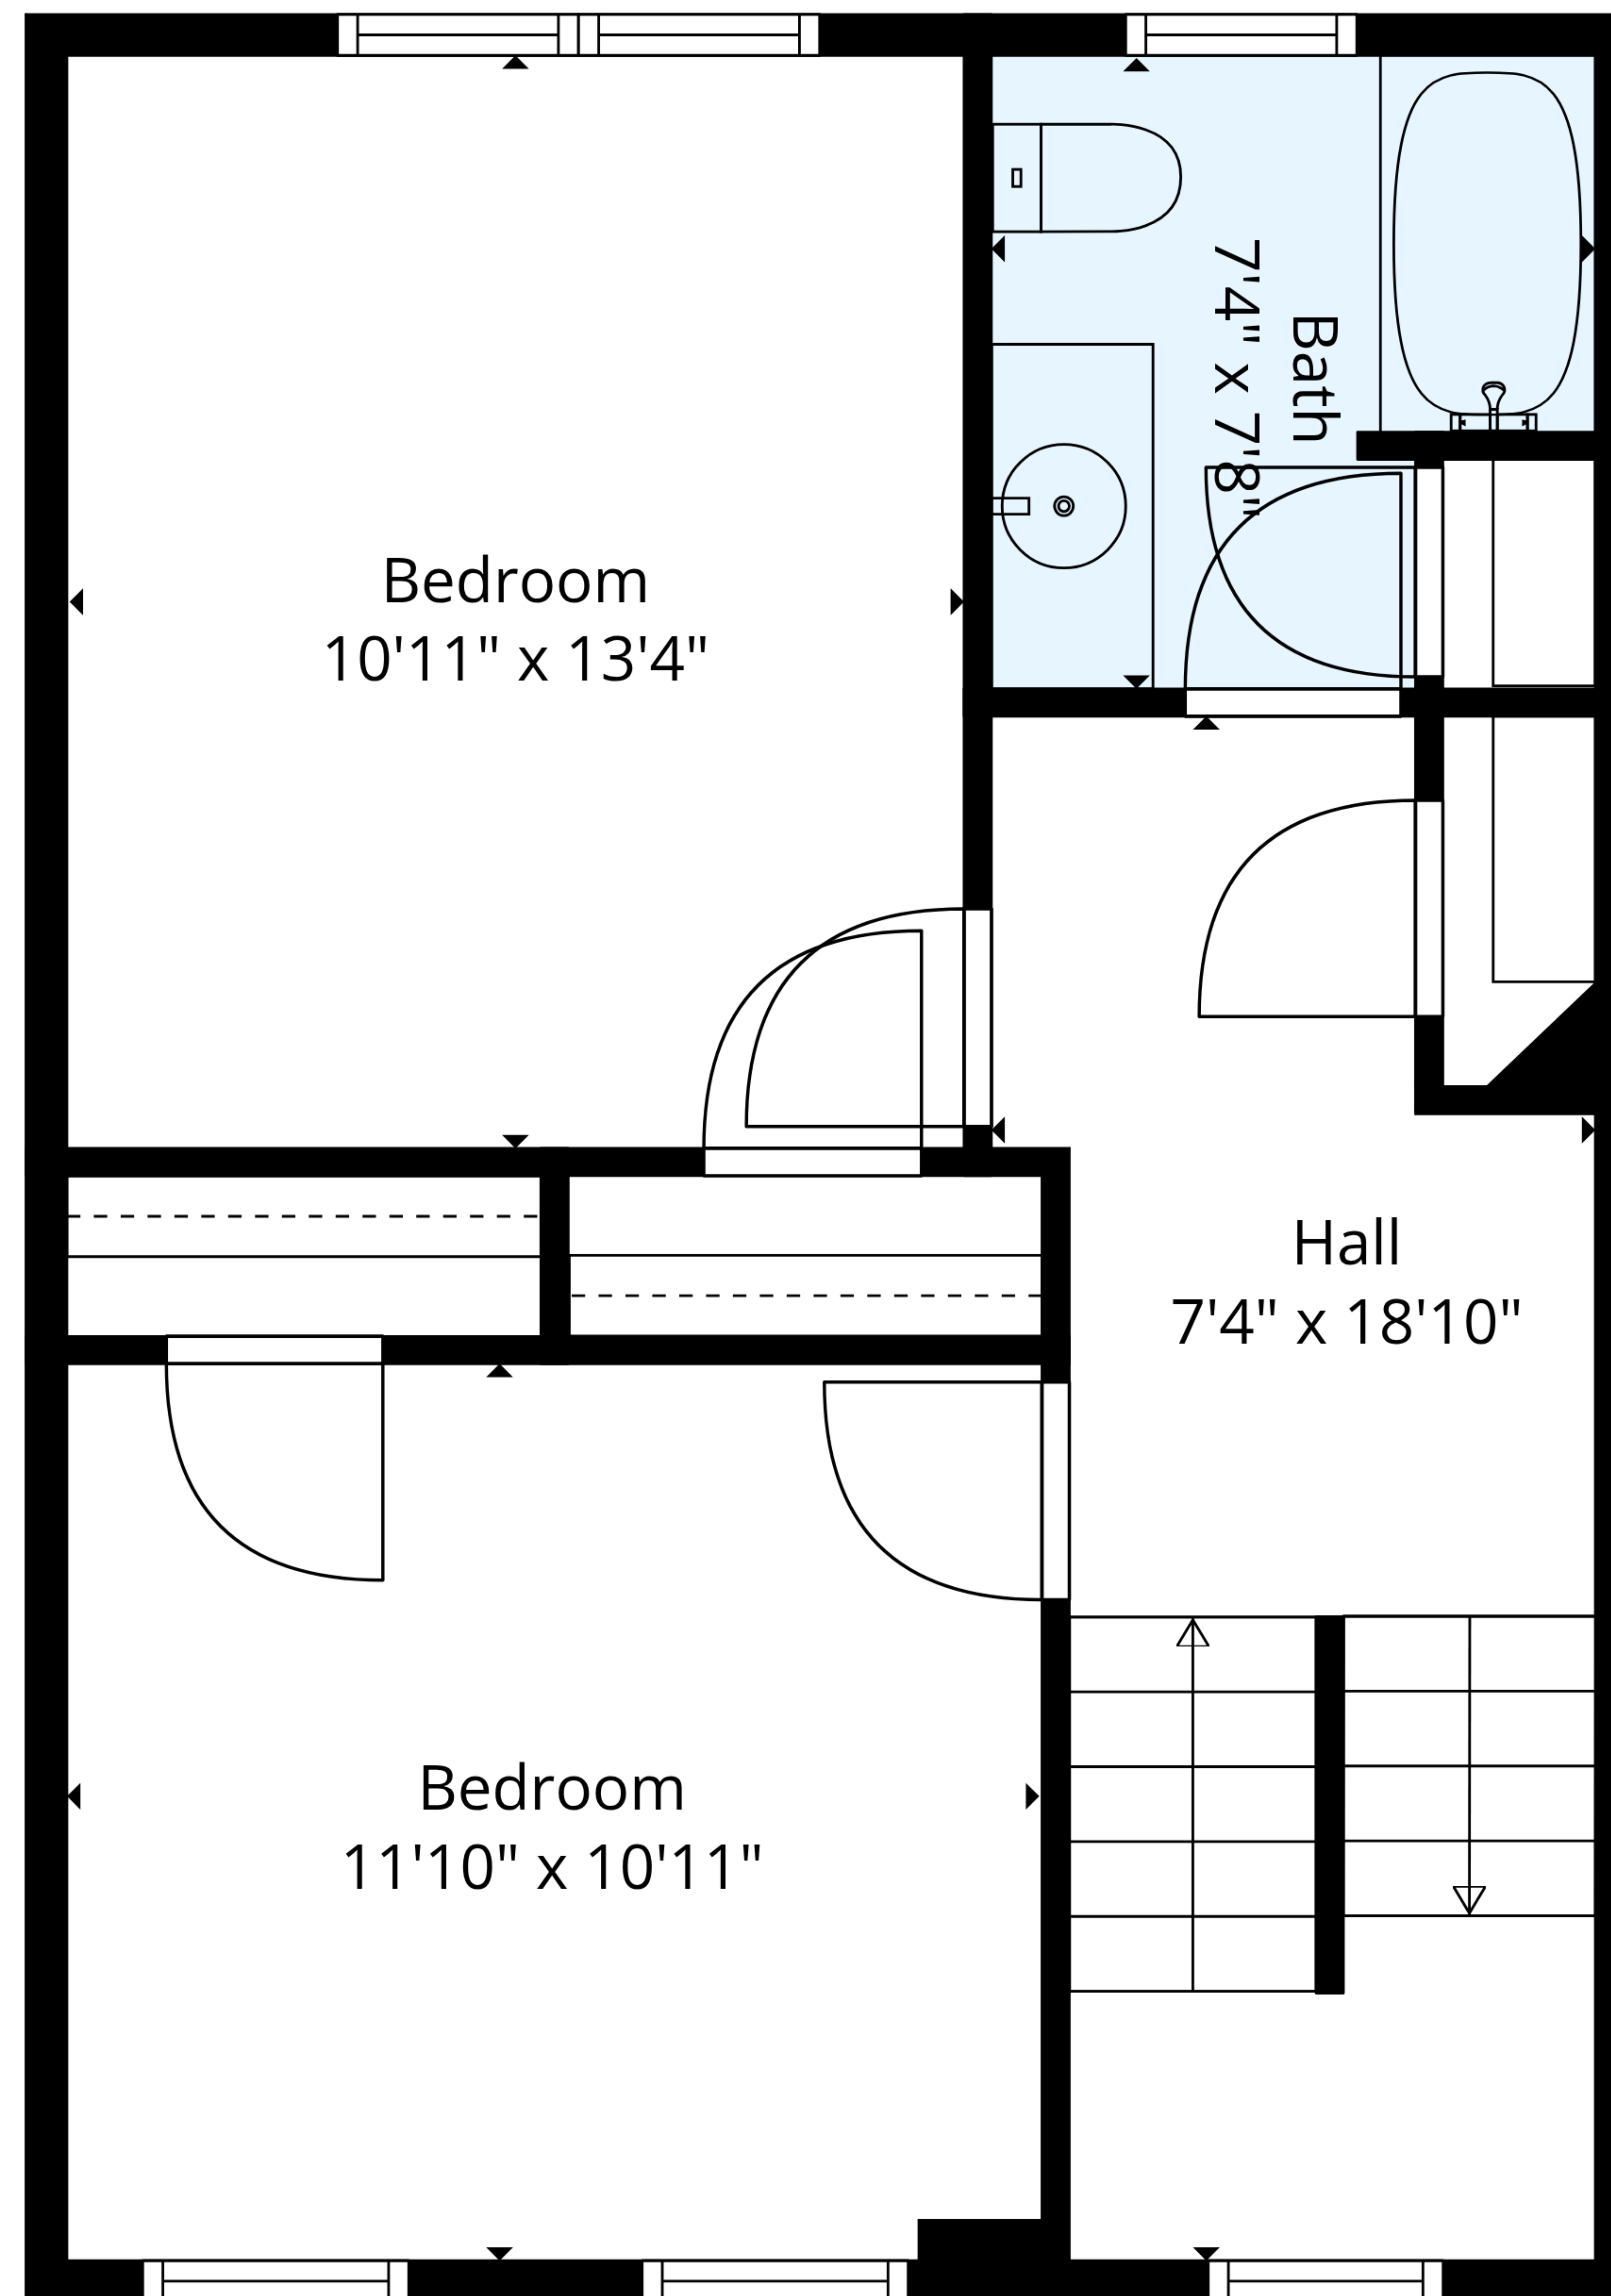 Bath
7'4" x 7'8"
Bedroom
10'11" x 13'4"
Hall
7'4" x 18'10"
Bedroom
11'10" x 10'11"